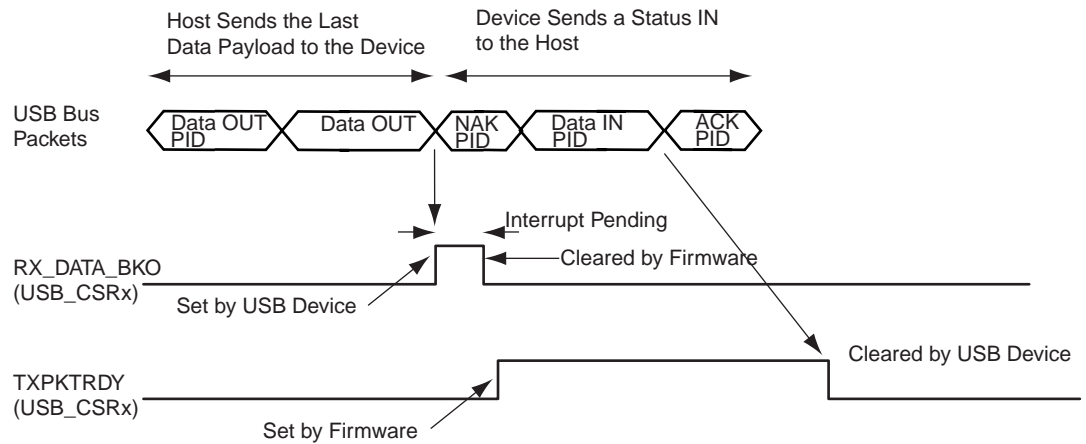 Host Sends the Last
Data Payload to the Device
Device Sends a Status IN
to the Host
USB Bus
Packets
Data OUT
PID
Data OUT
NAK
PID
Data IN
PID
ACK
PID
Interrupt Pending
RX_DATA_BKO
(USB_CSRx)
Cleared by Firmware
Set by USB Device
Cleared by USB Device
TXPKTRDY
(USB_CSRx)
Set by Firmware